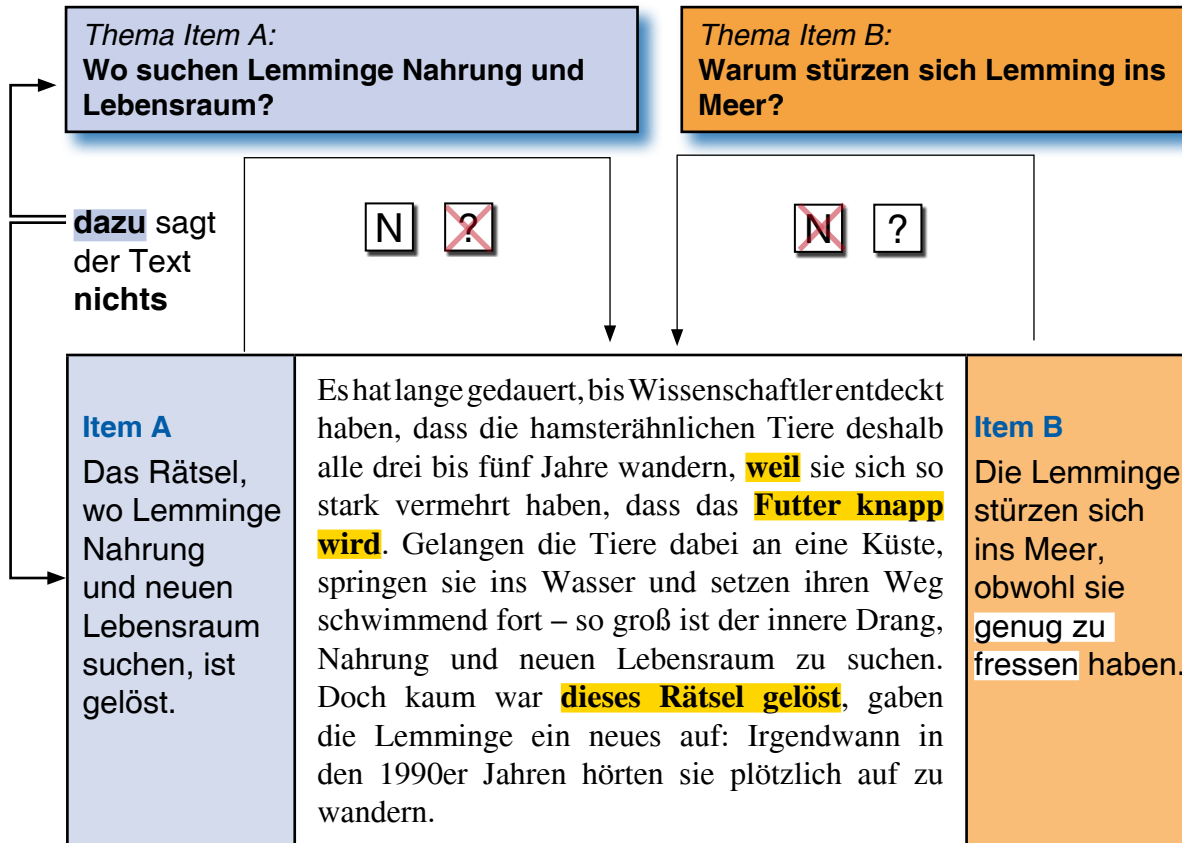 Thema Item A:
Wo suchen Lemminge Nahrung und
Lebensraum?
Thema Item B:
Warum stürzen sich Lemming ins
Meer?
dazu sagt
der Text
nichts
N ?
N ?
Item A
Das Rätsel,
wo Lemminge
Nahrung
und neuen
Lebensraum
suchen, ist
gelöst.
Es hat lange gedauert, bis Wissenschaftler entdeckt
haben, dass die hamsterähnlichen Tiere deshalb
alle drei bis fünf Jahre wandern, weil sie sich so
stark vermehrt haben, dass das Futter knapp
wird. Gelangen die Tiere dabei an eine Küste,
springen sie ins Wasser und setzen ihren Weg
schwimmend fort – so groß ist der innere Drang,
Nahrung und neuen Lebensraum zu suchen.
Doch kaum war dieses Rätsel gelöst, gaben
die Lemminge ein neues auf: Irgendwann in
den 1990er Jahren hörten sie plötzlich auf zu
wandern.
Item B
Die Lemminge
stürzen sich
ins Meer,
obwohl sie
genug zu
fressen haben.